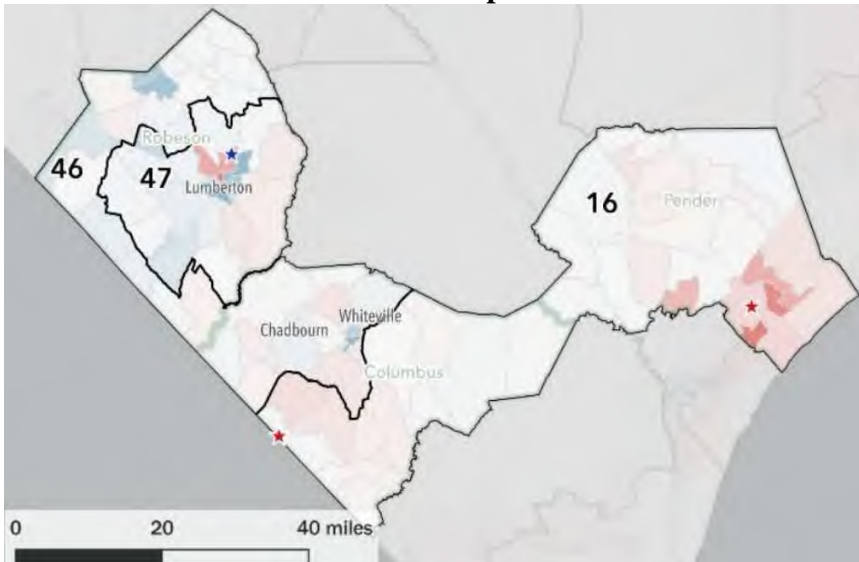 Robeson
46
47
Lumberton
16
Pender
Chadbourn
Whiteville
Columbus
0 20 40 miles